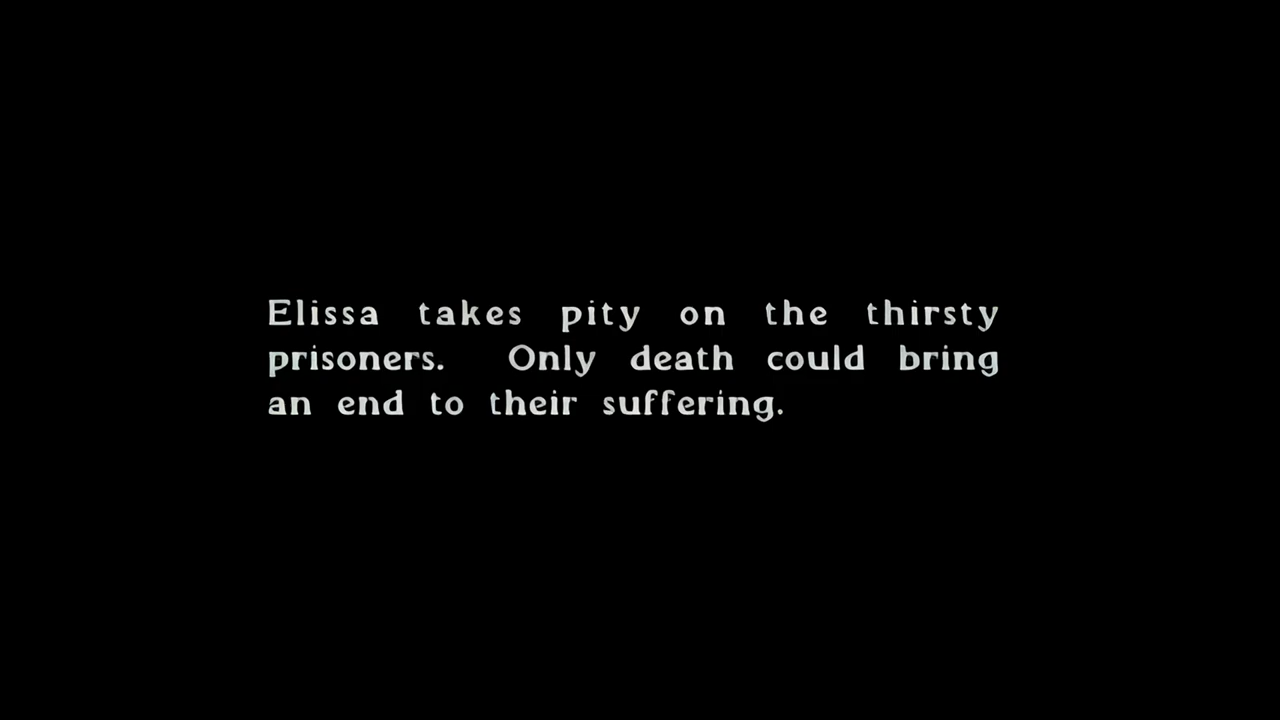 Elissa takes pity on the thirsty
prisoners. Only death could bring
an end to their suffering.